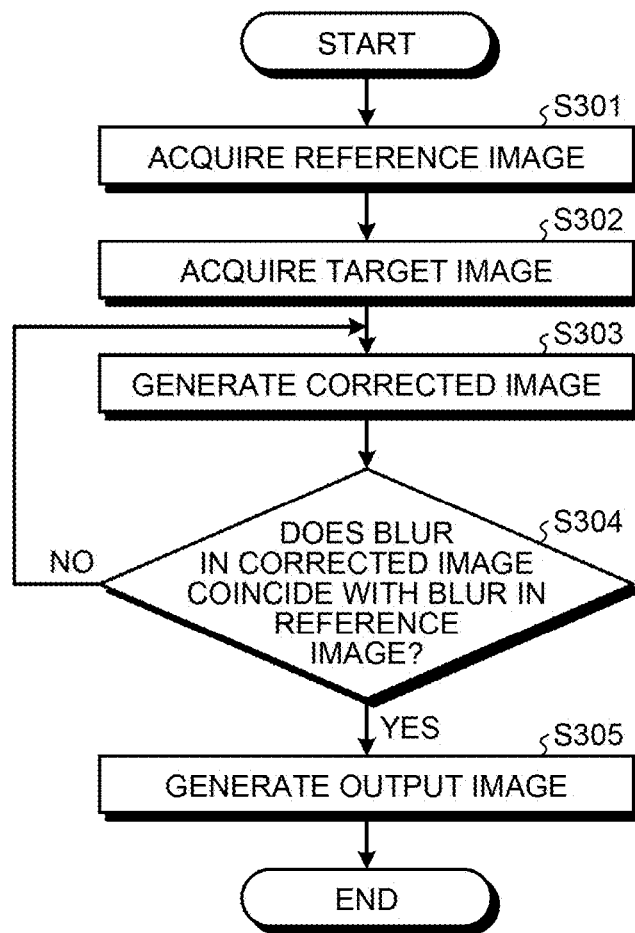 START
S301
ACQUIRE REFERENCE IMAGE
S302
ACQUIRE TARGET IMAGE
S303
GENERATE CORRECTED IMAGE
S304
DOES BLUR
IN CORRECTED IMAGE
COINCIDE WITH BLUR IN
REFERENCE
IMAGE?
NO
YES
S305
GENERATE OUTPUT IMAGE
END